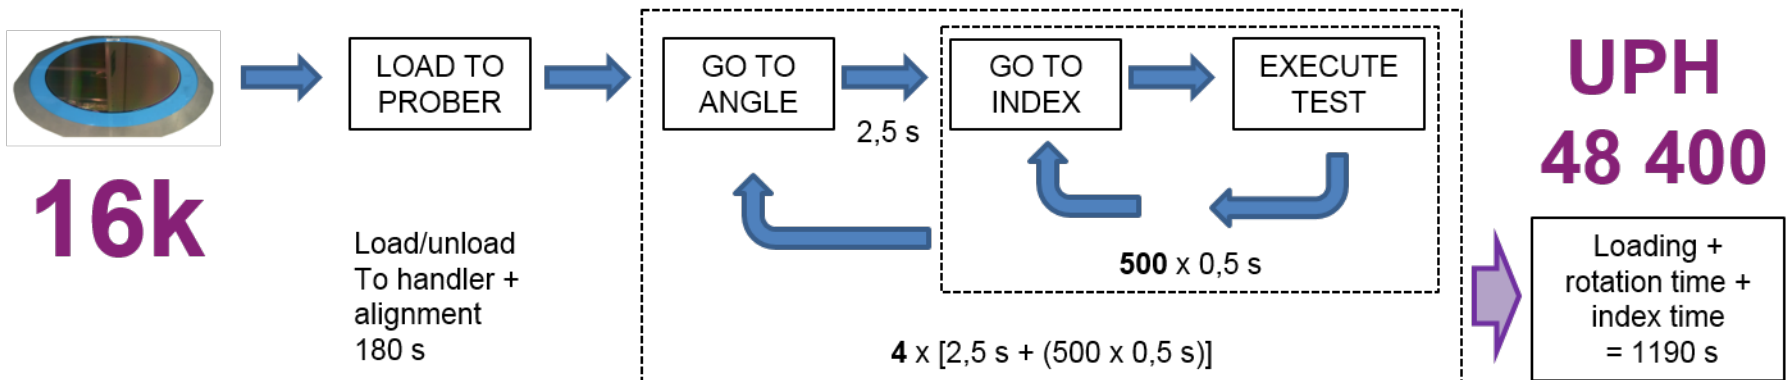 16k
LOAD TO
PROBER
Load/unload
To handler +
alignment
180 s
GO TO
ANGLE
2,5 s
GO TO
INDEX
EXECUTE
TEST
500 x 0,5 s
4 x [2,5 s + (500 x 0,5 s)]
UPH
48 400
Loading +
rotation time +
index time
= 1190 s